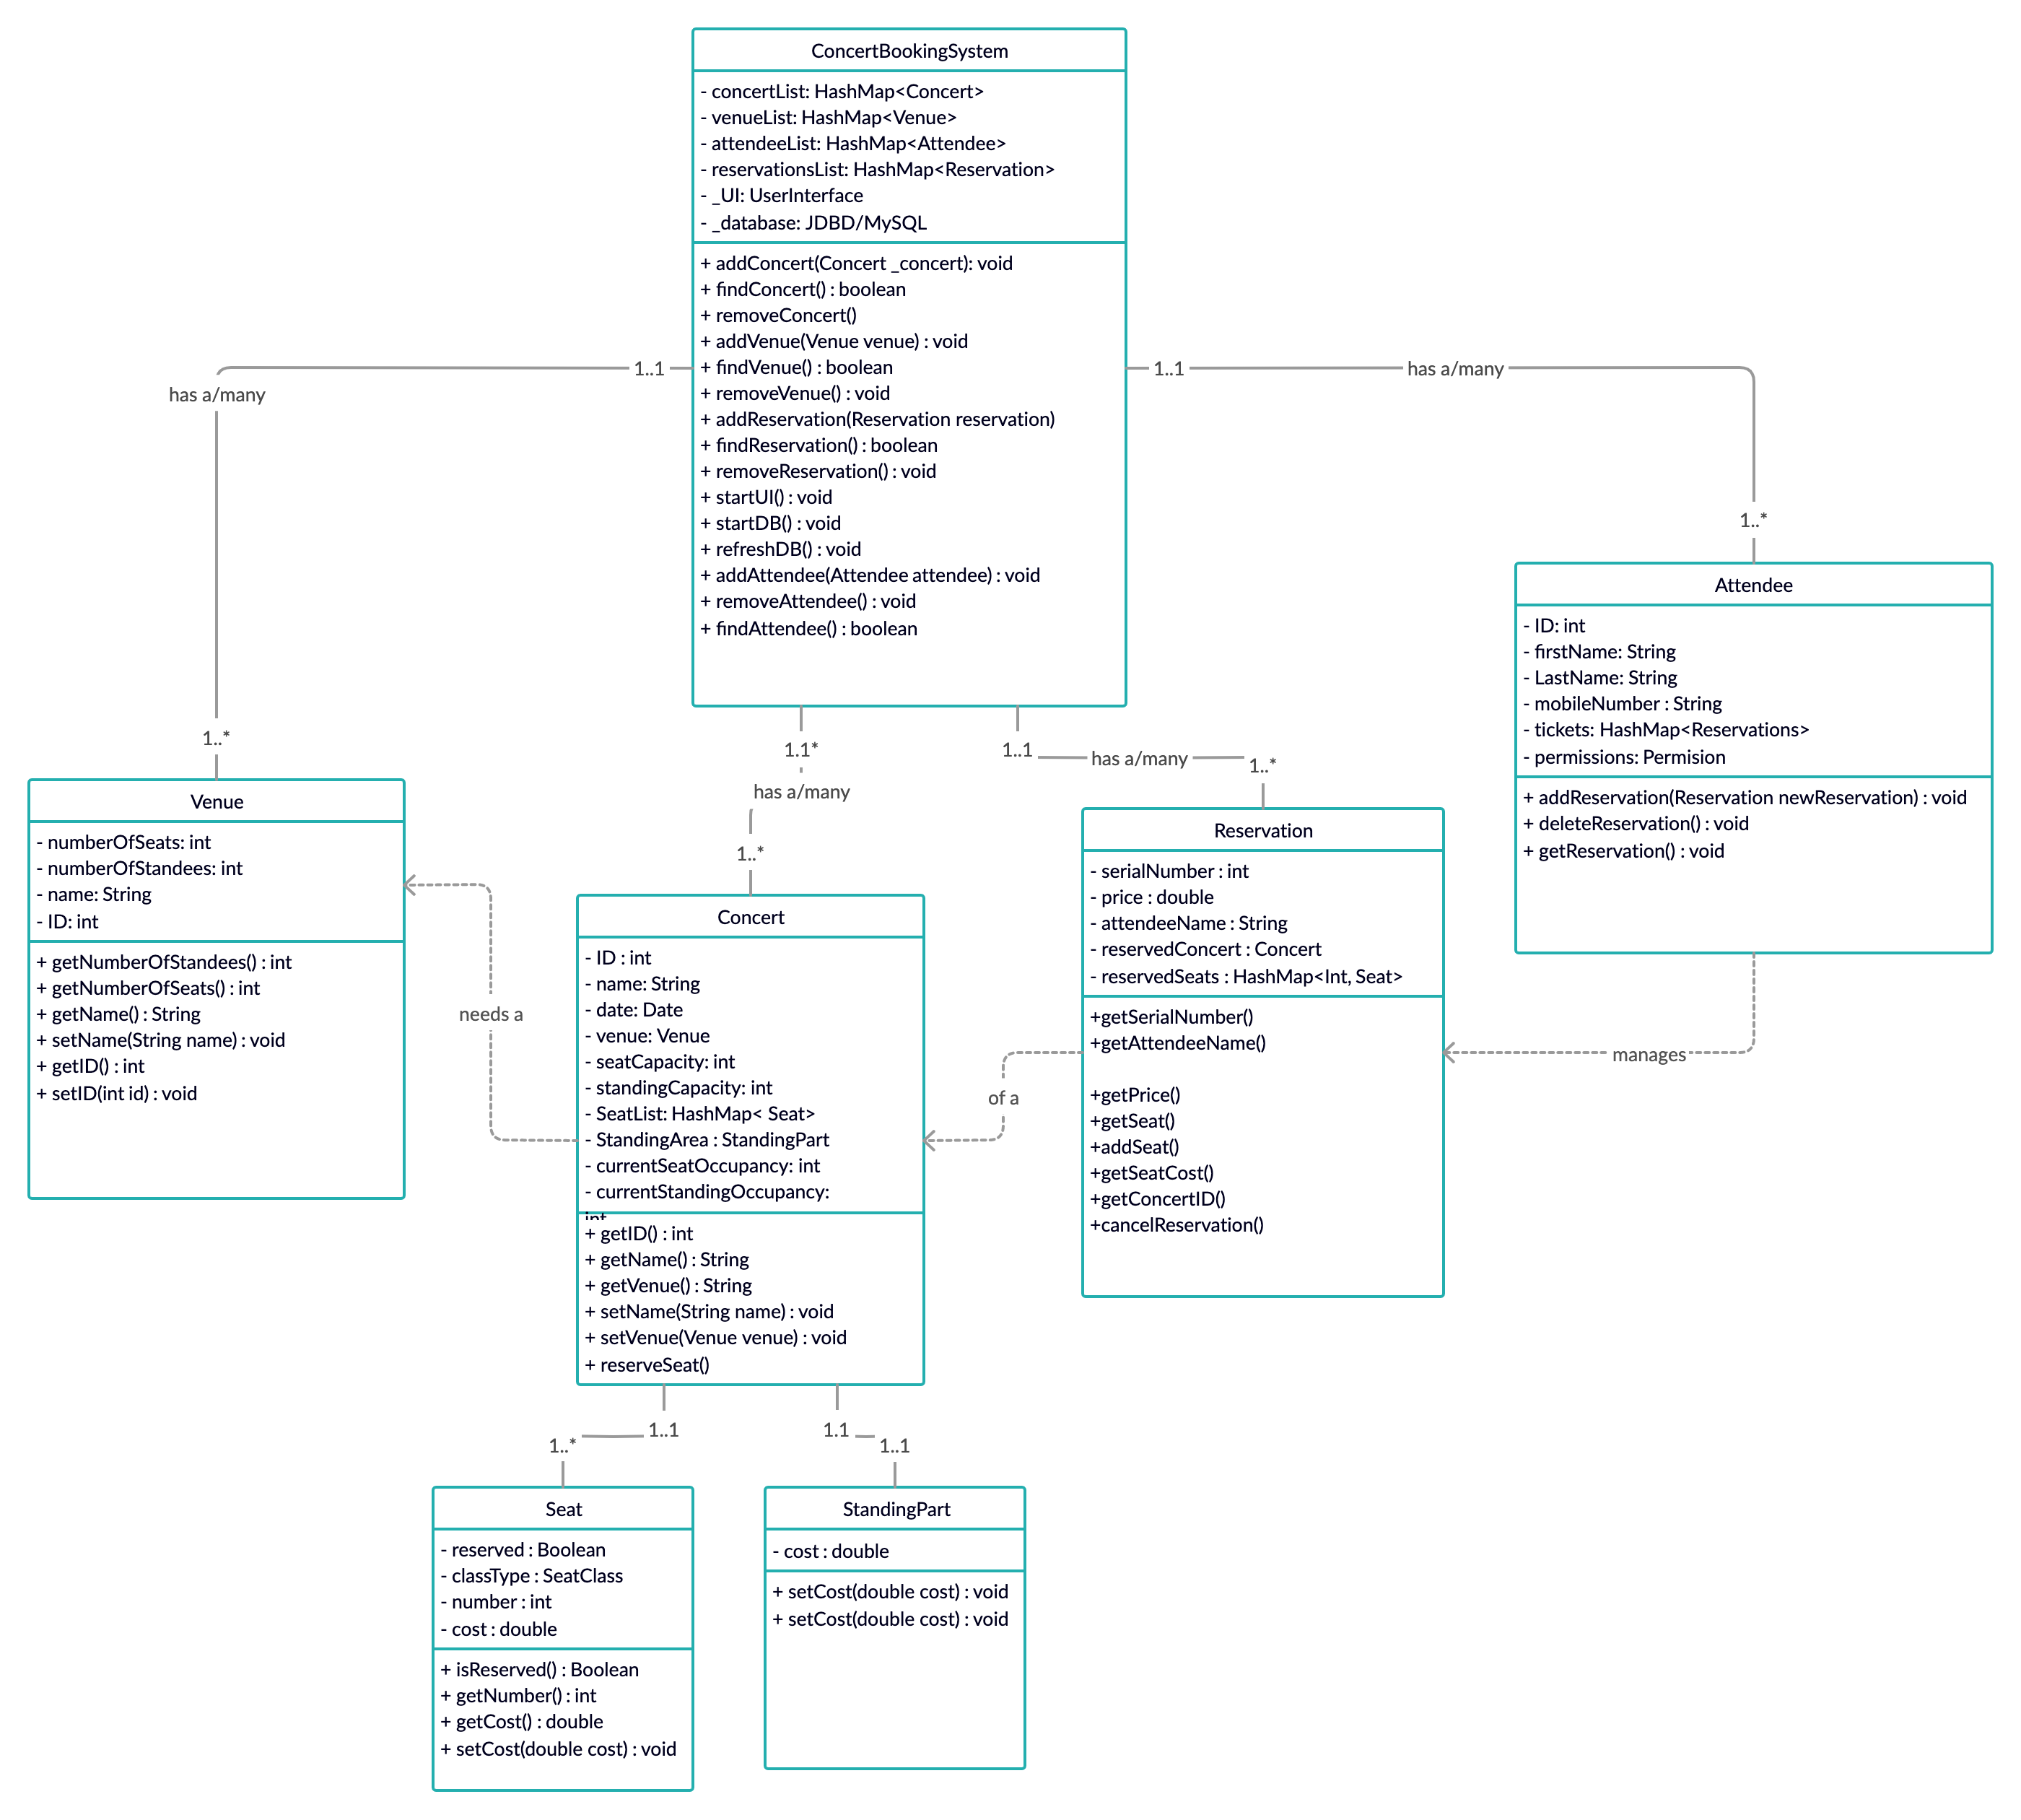 ConcertBookingSystem
- concertList: HashMap<Concert>
- venueList: HashMap<Venue>
- attendeeList: HashMap<Attendee>
- reservationsList: HashMap<Reservation>
- _UI: UserInterface
- _database: JDBD/MySQL
+ addConcert(Concert _concert): void
+ findConcert() : boolean
+ removeConcert()
+ addVenue(Venue venue) : void
+ findVenue() : boolean
+ removeVenue() : void
+ addReservation(Reservation reservation)
+ findReservation() : boolean
+ removeReservation() : void
+ startUI() : void
+ startDB() : void
+ refreshDB() : void
+ addAttendee(Attendee attendee) : void
+ removeAttendee() : void
+ findAttendee() : boolean
1..1
has a/many
1..*
1..1
has a/many
1..*
1.1*
has a/many
1..*
1..1
has a/many
1..*
Attendee
- ID: int
- firstName: String
- LastName: String
- mobileNumber : String
- tickets: HashMap<Reservations>
- permissions: Permision
+ addReservation(Reservation newReservation) : void
+ deleteReservation() : void
+ getReservation() : void
Venue
- numberOfSeats: int
- numberOfStandees: int
- name: String
- ID: int
+ getNumberOfStandees() : int
+ getNumberOfSeats() : int
+ getName() : String
+ setName(String name) : void
+ getID() : int
+ setID(int id) : void
needs a
Concert
- ID : int
- name: String
- date: Date
- venue: Venue
- seatCapacity: int
- standingCapacity: int
- SeatList: HashMap< Seat>
- StandingArea : StandingPart
- currentSeatOccupancy: int
- currentStandingOccupancy:
int
+ getID() : int
+ getName() : String
+ getVenue() : String
+ setName(String name) : void
+ setVenue(Venue venue) : void
+ reserveSeat()
of a
Reservation
- serialNumber : int
- price : double
- attendeeName : String
- reservedConcert : Concert
- reservedSeats : HashMap<Int, Seat>
+getSerialNumber()
+getAttendeeName()
+getPrice()
+getSeat()
+addSeat()
+getSeatCost()
+getConcertID()
+cancelReservation()
manages
1..1
1..*
1.1
1..1
Seat
- reserved : Boolean
- classType : SeatClass
- number : int
- cost : double
+ isReserved() : Boolean
+ getNumber() : int
+ getCost() : double
+ setCost(double cost) : void
StandingPart
- cost : double
+ setCost(double cost) : void
+ setCost(double cost) : void